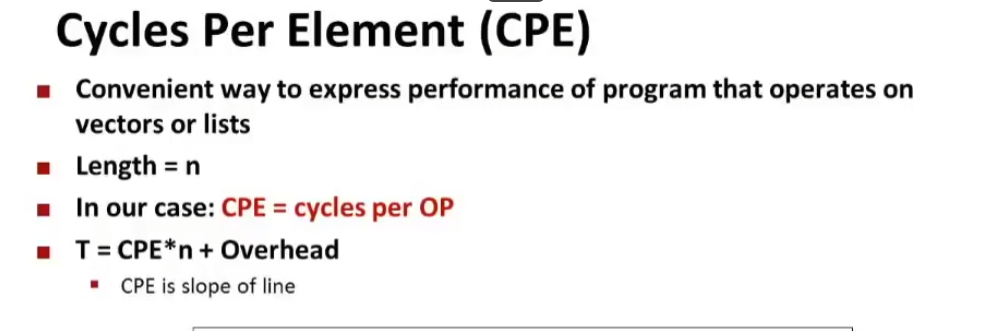 Cycles Per Element (CPE)
Convenient way to express performance of program that operates on
vectors or lists
Length = n
In our case: CPE = cycles per OP
T = CPE*n + Overhead
CPE is slope of line